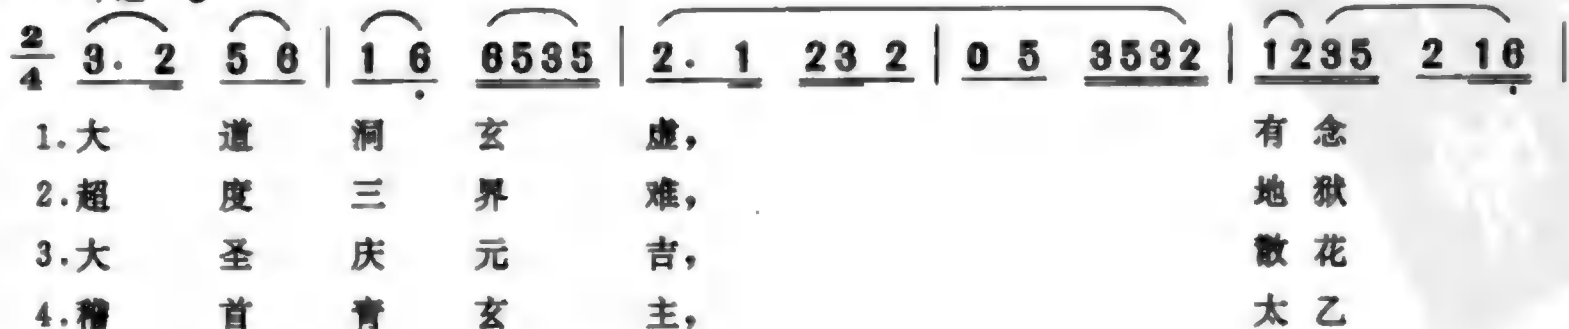 2/4 3. 2 5 6 | 1 6 6535 | 2. 1 23 2 | 0 5 3532 | 1235 2 16 |
1.大 道 洞 玄 虚, 有 念
2.超 度 三 界 难, 地 狱
3.大 圣 庆 元 吉, 散 花
4.稽 首 青 玄 主, 太 乙